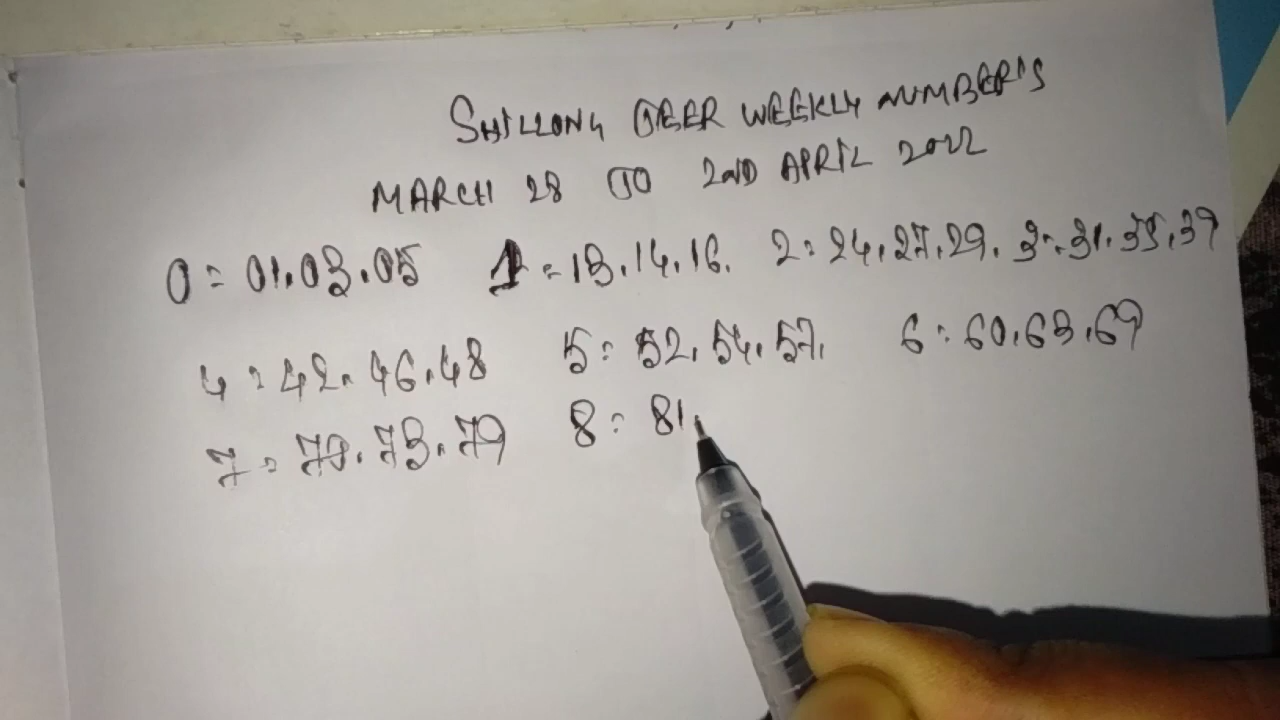 SHILLONG TEER WEEKLY NUMBER'S
MARCH 28 TO 2ND APRIL 2022
0 = 01.03.05 1 = 13.14.16. 2 = 24.27.29. 3 = 31.35.39
4 = 42.46.48 5 = 52.54.57. 6 = 60.63.69
7 = 70.73.79 8 = 81.